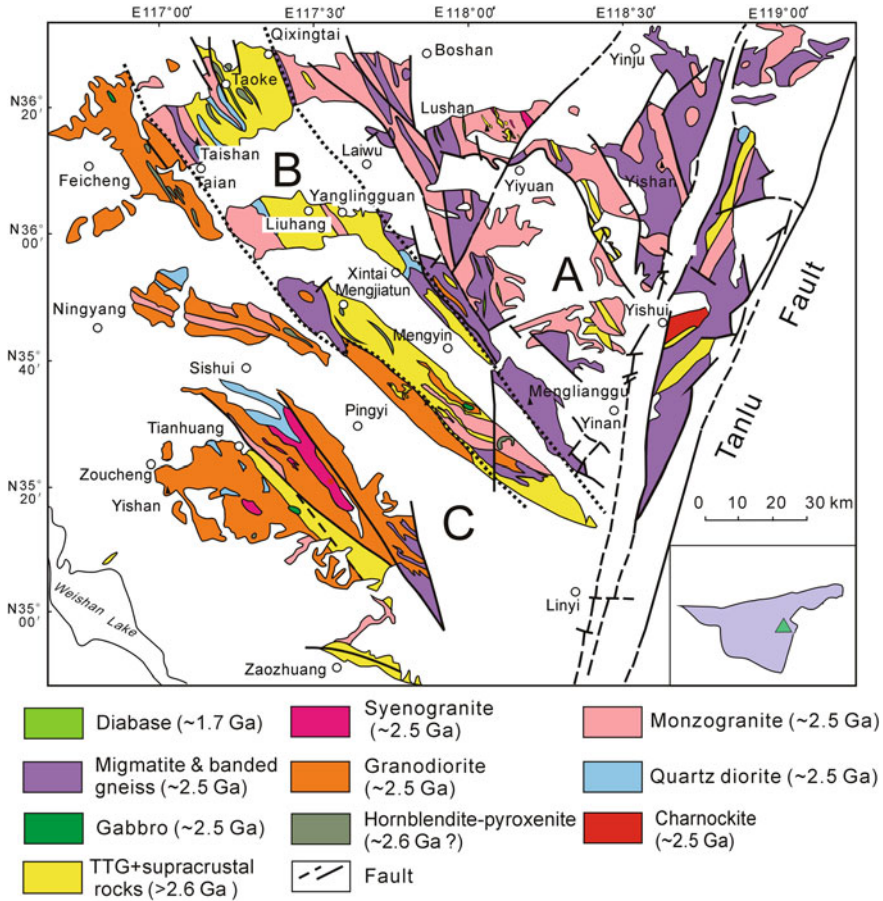 E117°00′ E117°30′ E118°00′ E118°30′ E119°00′
Qixingtai
Boshan
Yinju
Taoke
N36°
20′
Lushan
Laiwu
Taishan
B
Feicheng
Taian
Yiyuan
Yishan
Yanglingguan
Liuhang
N36°
00′
A
Xintai
Mengjiatun
Ningyang
Mengyin
Yishui
Fault
N35°
40′
Sishui
Menglianggu
Pingyi
Yinan
Tanlu
Tianhuang
Zoucheng
N35°
20′
Yishan
C
0 10 30 km
Weishan Lake
N35°
00′
Linyi
Zaozhuang
Diabase (~1.7 Ga)
Syenogranite
(~2.5 Ga)
Monzogranite (~2.5 Ga)
Migmatite & banded
gneiss (~2.5 Ga)
Granodiorite
(~2.5 Ga)
Quartz diorite (~2.5 Ga)
Gabbro (~2.5 Ga)
Hornblendite-pyroxenite
(~2.6 Ga ?)
Charnockite
(~2.5 Ga)
TTG+supracrustal
rocks (>2.6 Ga )
Fault